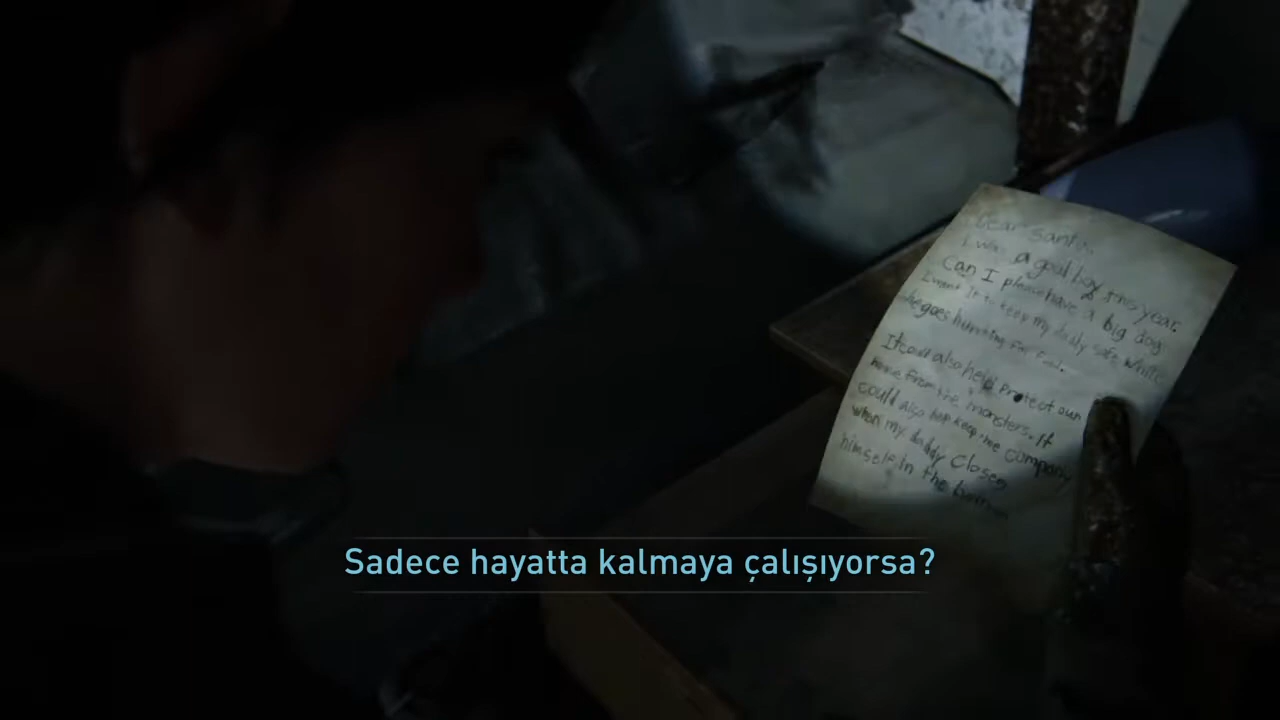 Dear Santa.
I was a good boy this year.
Can I please have a big dog
I want it to keep my daddy safe while
he goes hunting for food.
It could also help protect our
home from the monsters. It
could also help keep me company
when my daddy closes
himself in the
Sadece hayatta kalmaya çalışıyorsa?